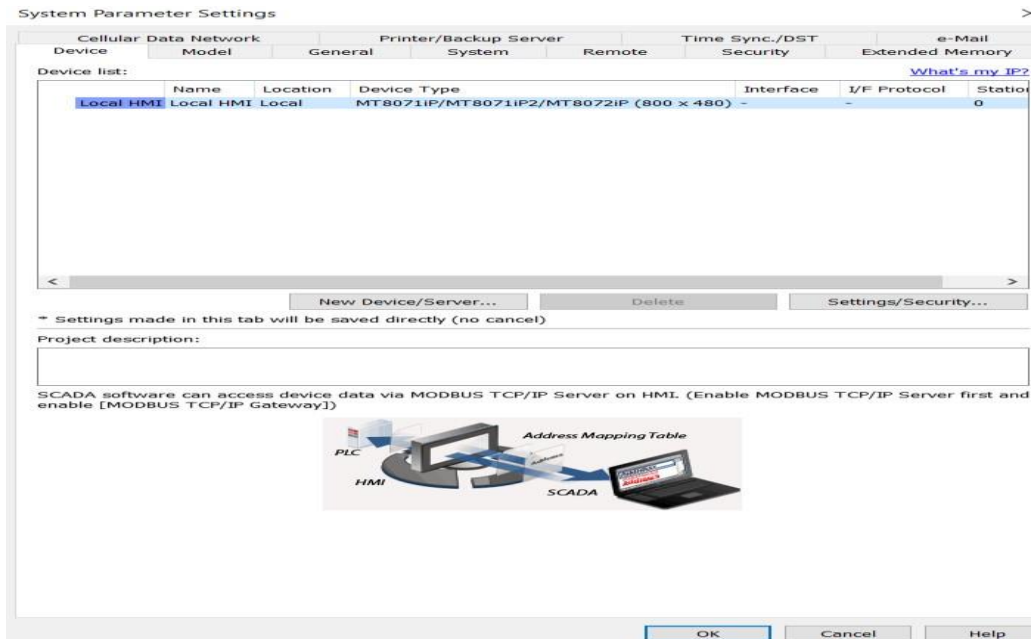 System Parameter Settings
Cellular Data Network Printer/Backup Server Time Sync./DST e-Mail
Device Model General System Remote Security Extended Memory
Device list: What's my IP?
Name Location Device Type Interface I/F Protocol Station
Local HMI Local HMI Local MT8071iP/MT8071iP2/MT8072iP (800 x 480) - - 0
New Device/Server... Delete Settings/Security...
* Settings made in this tab will be saved directly (no cancel)
Project description:
SCADA software can access device data via MODBUS TCP/IP Server on HMI. (Enable MODBUS TCP/IP Server first and
enable [MODBUS TCP/IP Gateway])
Address Mapping Table
PLC
HMI
SCADA
OK Cancel Help